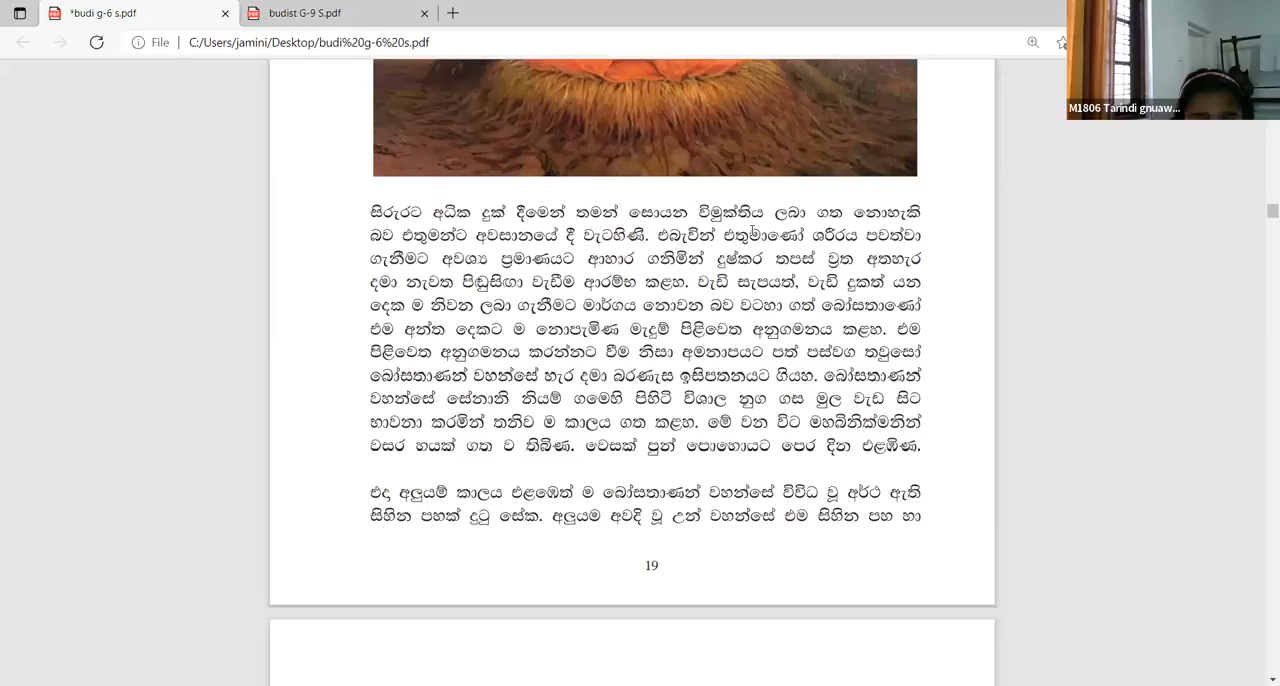 *budi g-6 s.pdf
budist G-9 S.pdf
File | C:/Users/jamini/Desktop/budi%20g-6%20s.pdf
M1806 Tarindi gnuaw...
සිරුරට අධික දුක් දීමෙන් තමන් සොයන විමුක්තිය ලබා ගත නොහැකි
බව එතුමන්ට අවසානයේ දී වැටහිණි. එබැවින් එතුමාණෝ ශරීරය පවත්වා
ගැනීමට අවශ්‍ය ප්‍රමාණයට ආහාර ගනිමින් දුෂ්කර තපස් ව්‍රත අතහැර
දමා නැවත පිඬුසිඟා වැඩීම ආරම්භ කළහ. වැඩි සැපයත්, වැඩි දුකත් යන
දෙක ම නිවන ලබා ගැනීමට මාර්ගය නොවන බව වටහා ගත් බෝසතාණෝ
එම අන්ත දෙකට ම නොපැමිණ මැදුම් පිළිවෙත අනුගමනය කළහ. එම
පිළිවෙත අනුගමනය කරන්නට වීම නිසා අමනාපයට පත් පස්වග තවුසෝ
බෝසතාණන් වහන්සේ හැර දමා බරණැස ඉසිපතනයට ගියහ. බෝසතාණන්
වහන්සේ සේනානි නියම් ගමෙහි පිහිටි විශාල නුග ගස මුල වැඩ සිට
භාවනා කරමින් තනිව ම කාලය ගත කළහ. මේ වන විට මහබිනික්මනින්
වසර හයක් ගත ව තිබිණ. වෙසක් පුන් පොහොයට පෙර දින එළඹිණ.
එදා අලුයම් කාලය එළඹෙත් ම බෝසතාණන් වහන්සේ විවිධ වූ අර්ථ ඇති
සිහින පහක් දුටු සේක. අලුයම අවදි වූ උන් වහන්සේ එම සිහින පහ හා
19